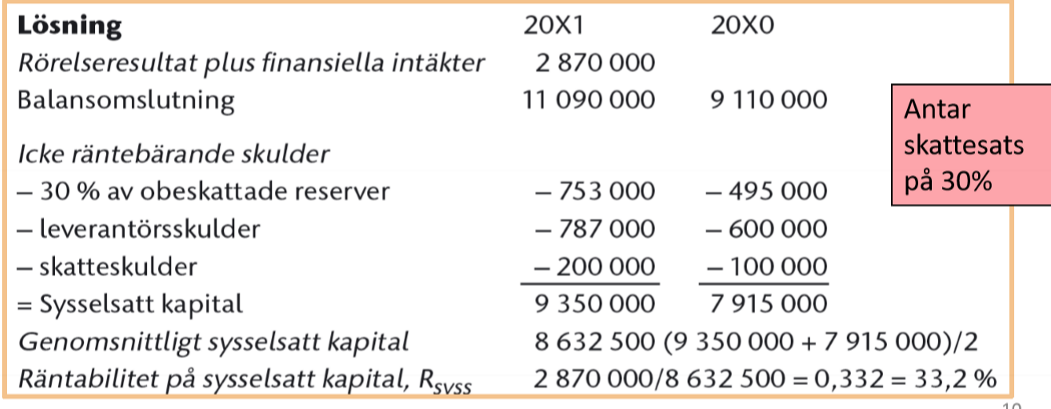 Lösning 20X1 20X0
Rörelseresultat plus finansiella intäkter 2 870 000
Balansomslutning 11 090 000 9 110 000
Antar
skattesats
på 30%
Icke räntebärande skulder
– 30 % av obeskattade reserver – 753 000 – 495 000
– leverantörsskulder – 787 000 – 600 000
– skatteskulder – 200 000 – 100 000
= Sysselsatt kapital 9 350 000 7 915 000
Genomsnittligt sysselsatt kapital 8 632 500 (9 350 000 + 7 915 000)/2
Räntabilitet på sysselsatt kapital, Rsyss 2 870 000/8 632 500 = 0,332 = 33,2 %